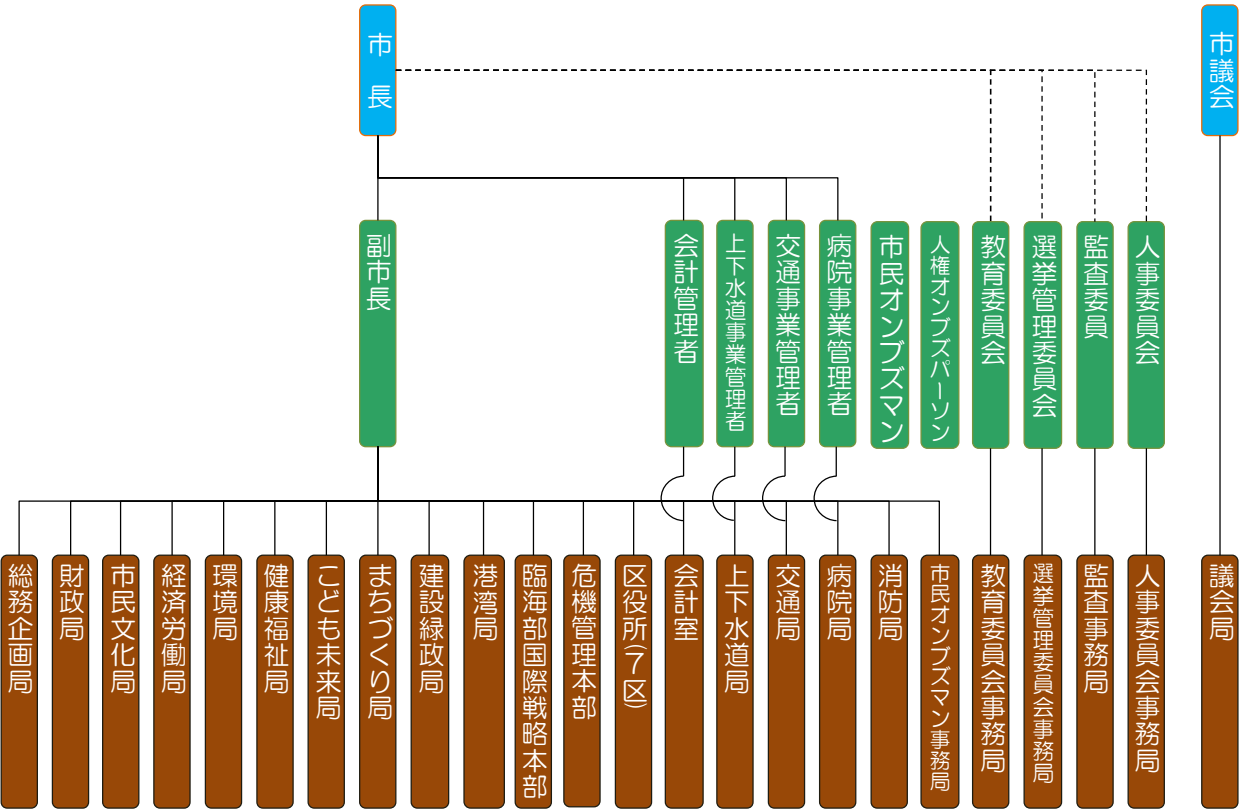 市長
市議会
副市長
会計管理者
上下水道事業管理者
交通事業管理者
病院事業管理者
市民オンブズマン
人権オンブズパーソン
教育委員会
選挙管理委員会
監査委員
人事委員会
総務企画局
財政局
市民文化局
経済労働局
環境局
健康福祉局
こども未来局
まちづくり局
建設緑政局
港湾局
臨海部国際戦略本部
危機管理本部
区役所(7区)
会計室
上下水道局
交通局
病院局
消防局
市民オンブズマン事務局
教育委員会事務局
選挙管理委員会事務局
監査事務局
人事委員会事務局
議会局